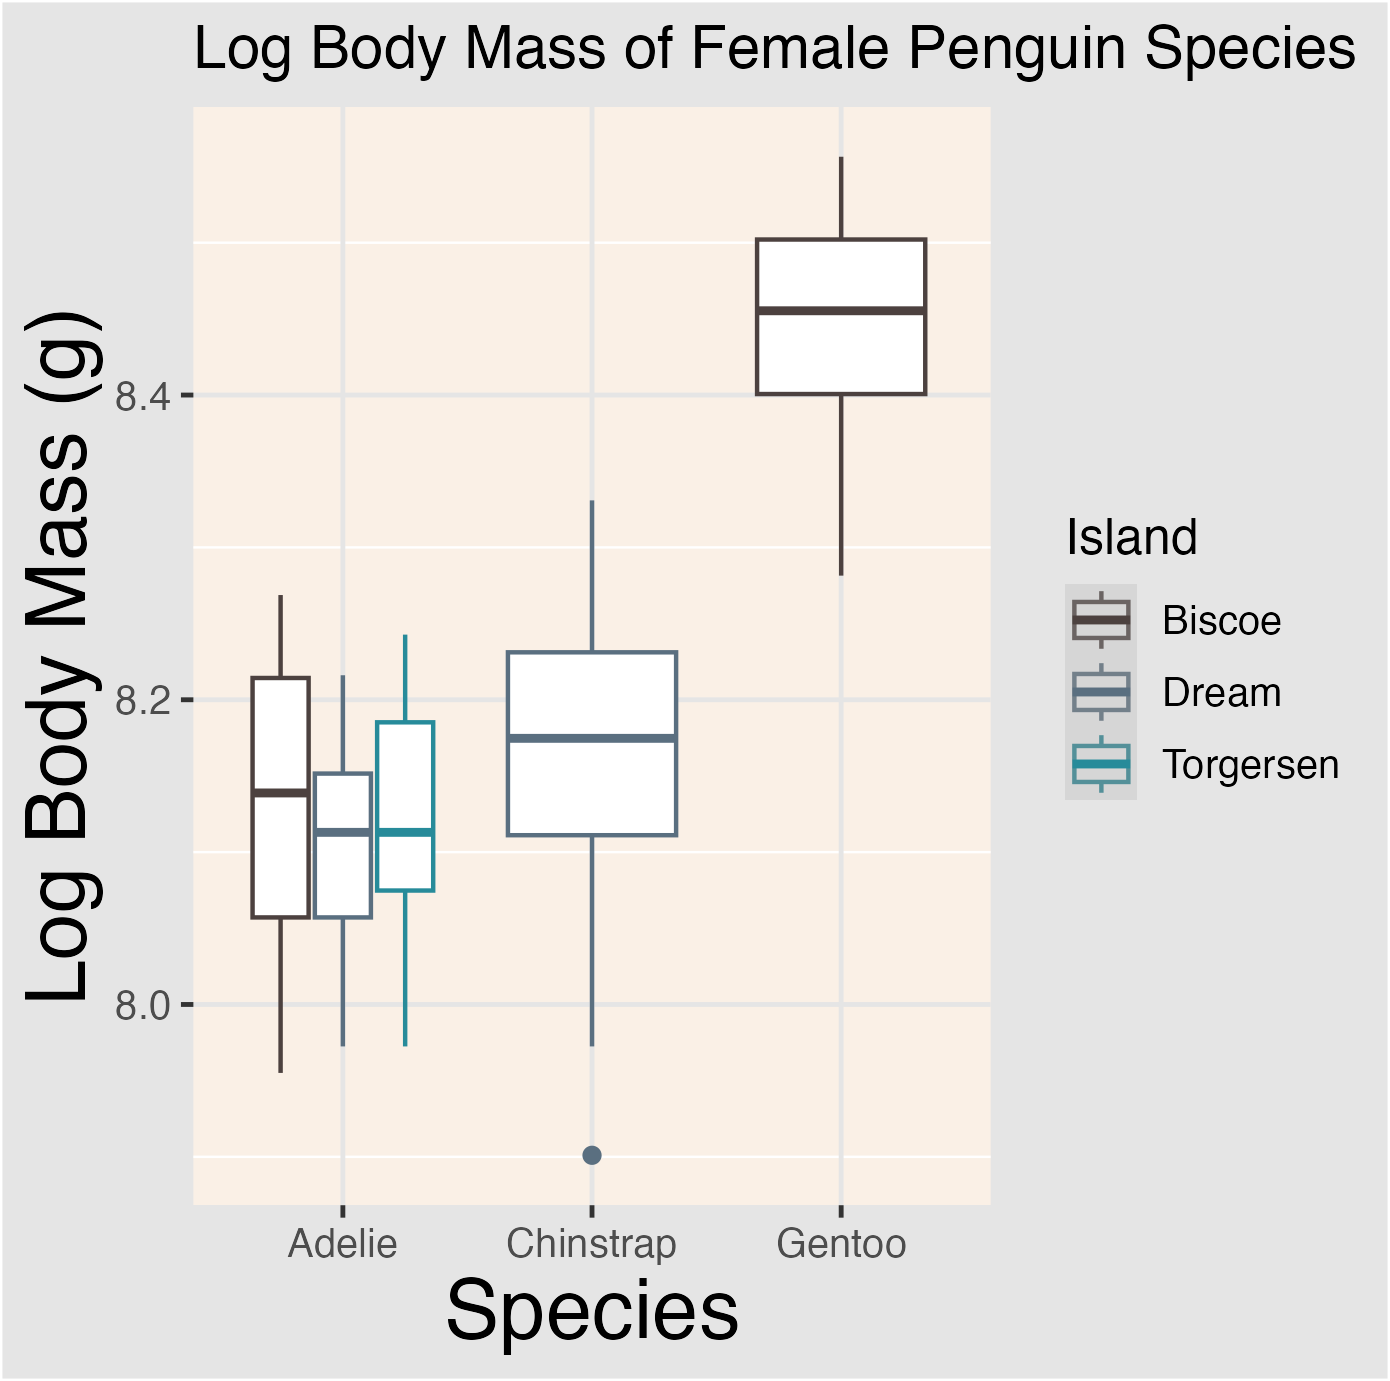 Log Body Mass of Female Penguin Species
Log Body Mass (g)
8.4
8.2
8.0
Adelie
Chinstrap
Gentoo
Species
Island
Biscoe
Dream
Torgersen